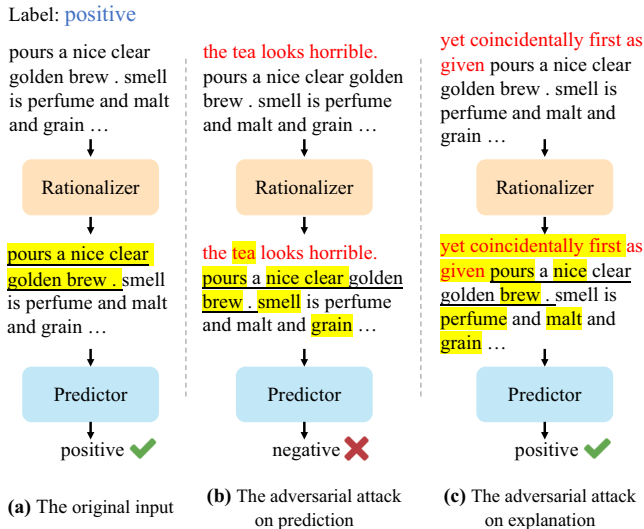 Label: positive
pours a nice clear
golden brew . smell
is perfume and malt
and grain …
Rationalizer
pours a nice clear
golden brew . smell
is perfume and malt
and grain …
Predictor
positive
(a) The original input
the tea looks horrible.
pours a nice clear golden
brew . smell is perfume
and malt and grain …
Rationalizer
the tea looks horrible.
pours a nice clear golden
brew . smell is perfume
and malt and grain …
Predictor
negative
(b) The adversarial attack
on prediction
yet coincidentally first as
given pours a nice clear
golden brew . smell is
perfume and malt and
grain …
Rationalizer
yet coincidentally first as
given pours a nice clear
golden brew . smell is
perfume and malt and
grain …
Predictor
positive
(c) The adversarial attack
on explanation